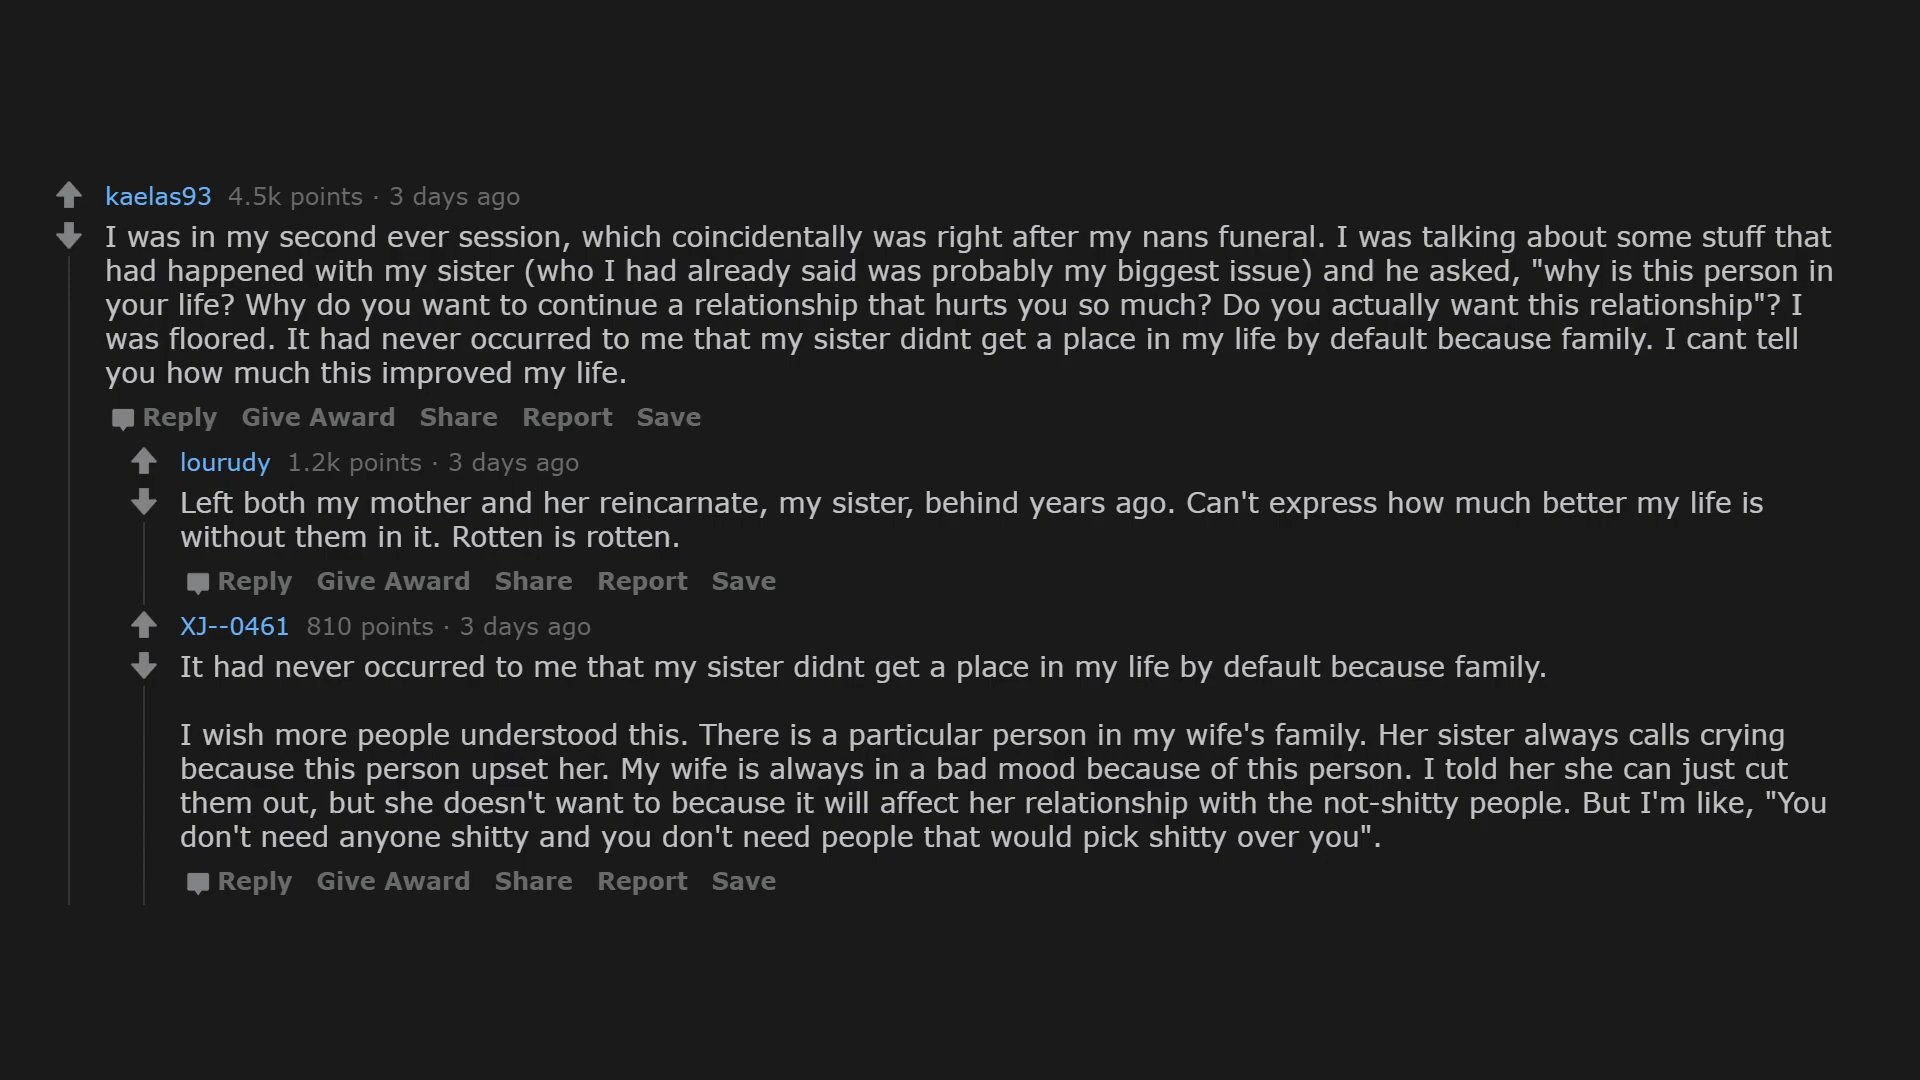 kaelas93 4.5k points · 3 days ago
I was in my second ever session, which coincidentally was right after my nans funeral. I was talking about some stuff that
had happened with my sister (who I had already said was probably my biggest issue) and he asked, "why is this person in
your life? Why do you want to continue a relationship that hurts you so much? Do you actually want this relationship"? I
was floored. It had never occurred to me that my sister didnt get a place in my life by default because family. I cant tell
you how much this improved my life.
Reply Give Award Share Report Save
lourudy 1.2k points · 3 days ago
Left both my mother and her reincarnate, my sister, behind years ago. Can't express how much better my life is
without them in it. Rotten is rotten.
Reply Give Award Share Report Save
XJ--0461 810 points · 3 days ago
It had never occurred to me that my sister didnt get a place in my life by default because family.
I wish more people understood this. There is a particular person in my wife's family. Her sister always calls crying
because this person upset her. My wife is always in a bad mood because of this person. I told her she can just cut
them out, but she doesn't want to because it will affect her relationship with the not-shitty people. But I'm like, "You
don't need anyone shitty and you don't need people that would pick shitty over you".
Reply Give Award Share Report Save